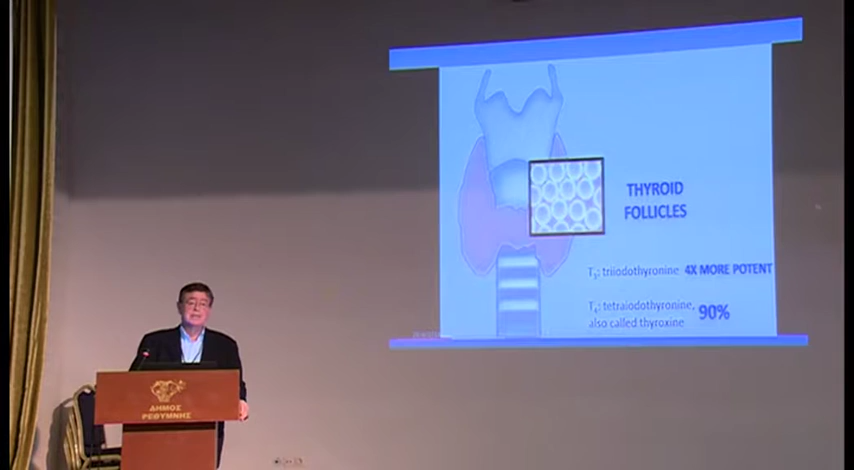 THYROID
FOLLICLES
T₃: triiodothyronine 4X MORE POTENT
T₄: tetraiodothyronine, 90%
also called thyroxine
ΔΗΜΟΣ
ΡΕΘΥΜΝΗΣ